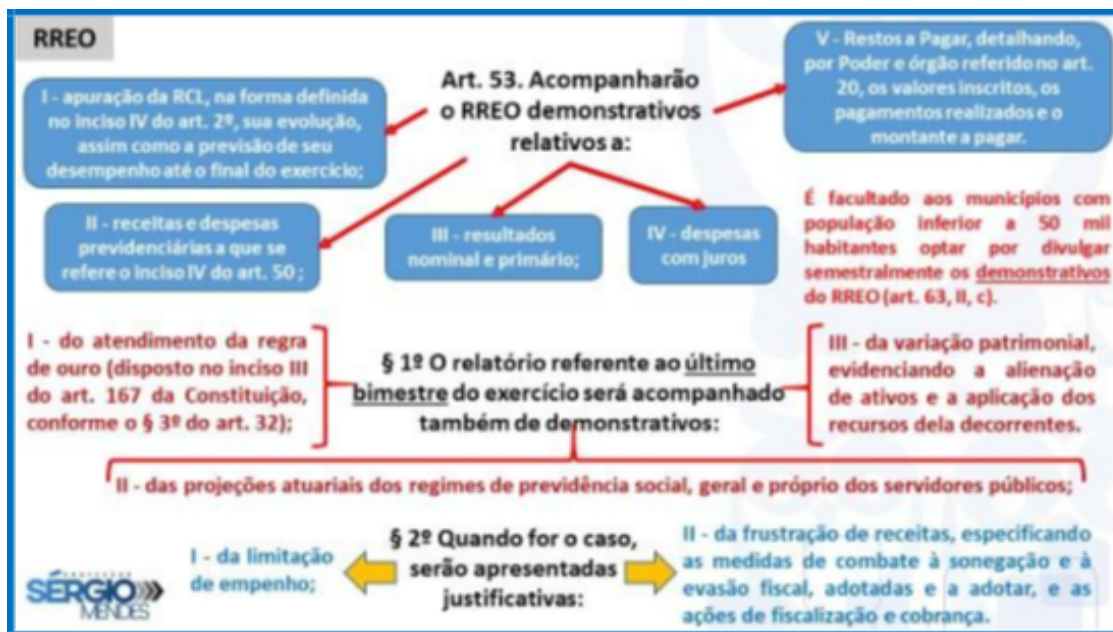 RREO
Art. 53. Acompanharão
o RREO demonstrativos
relativos a:
I - apuração da RCL, na forma definida
no inciso IV do art. 2º, sua evolução,
assim como a previsão de seu
desempenho até o final do exercício;
II - receitas e despesas
previdenciárias a que se
refere o inciso IV do art. 50 ;
III - resultados
nominal e primário;
IV - despesas
com juros
V - Restos a Pagar, detalhando,
por Poder e órgão referido no art.
20, os valores inscritos, os
pagamentos realizados e o
montante a pagar.
É facultado aos municípios com
população inferior a 50 mil
habitantes optar por divulgar
semestralmente os demonstrativos
do RREO (art. 63, II, c).
§ 1º O relatório referente ao último
bimestre do exercício será acompanhado
também de demonstrativos:
I - do atendimento da regra
de ouro (disposto no inciso III
do art. 167 da Constituição,
conforme o § 3º do art. 32);
II - das projeções atuariais dos regimes de previdência social, geral e próprio dos servidores públicos;
III - da variação patrimonial,
evidenciando a alienação
de ativos e a aplicação dos
recursos dela decorrentes.
§ 2º Quando for o caso,
serão apresentadas
justificativas:
I - da limitação
de empenho;
II - da frustração de receitas, especificando
as medidas de combate à sonegação e à
evasão fiscal, adotadas e a adotar, e as
ações de fiscalização e cobrança.
SÉRGIO
MENDES